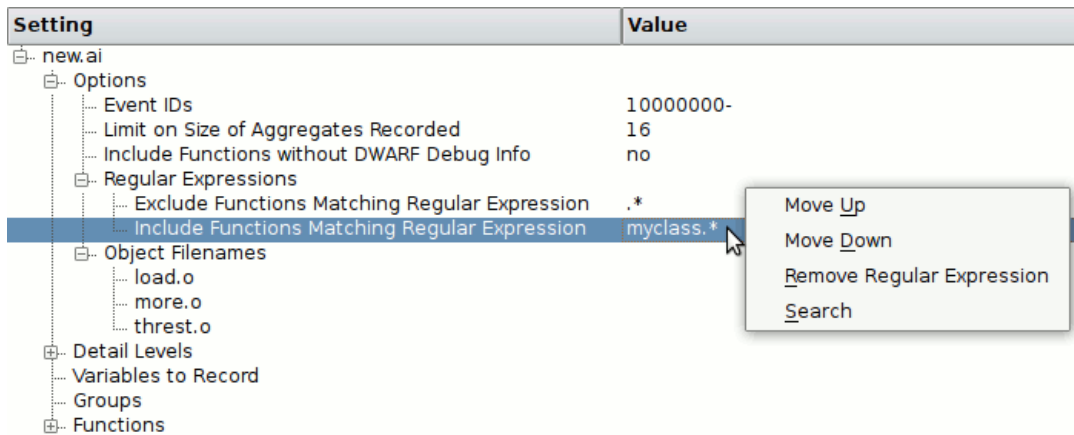 Setting Value
new.ai
Options
Event IDs 10000000-
Limit on Size of Aggregates Recorded 16
Include Functions without DWARF Debug Info no
Regular Expressions
Exclude Functions Matching Regular Expression .*
Include Functions Matching Regular Expression myclass.*
Object Filenames
load.o
more.o
threst.o
Detail Levels
Variables to Record
Groups
Functions
Move Up
Move Down
Remove Regular Expression
Search